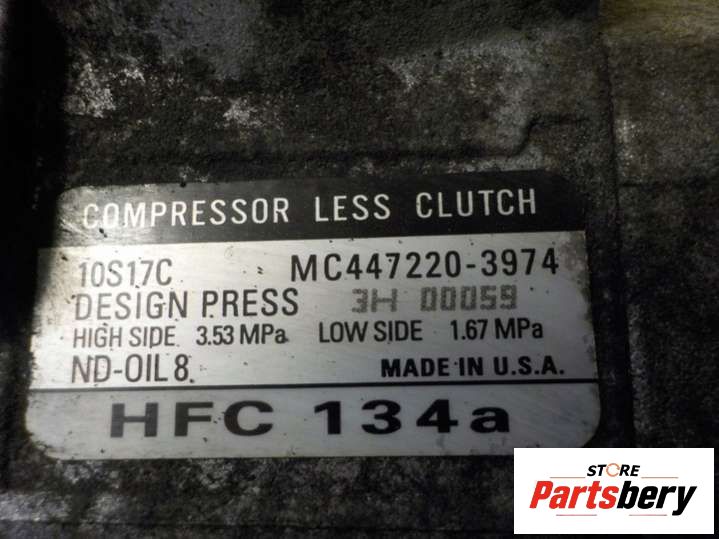 COMPRESSOR LESS CLUTCH
10S17C MC447220-3974
DESIGN PRESS 3H 00059
HIGH SIDE. 3.53 MPa LOW SIDE 1.67 MPa
ND-OIL 8. MADE IN U.S.A.
HFC 134a
STORE
Partsbery